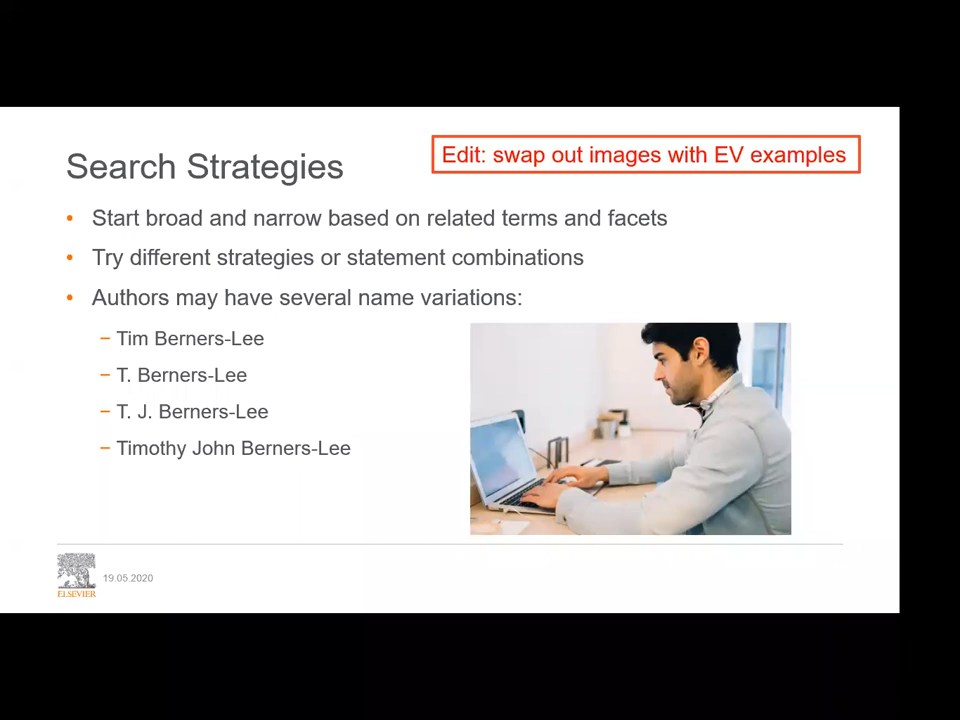 Search Strategies
Edit: swap out images with EV examples
• Start broad and narrow based on related terms and facets
• Try different strategies or statement combinations
• Authors may have several name variations:
− Tim Berners-Lee
− T. Berners-Lee
− T. J. Berners-Lee
− Timothy John Berners-Lee
ELSEVIER
19.05.2020